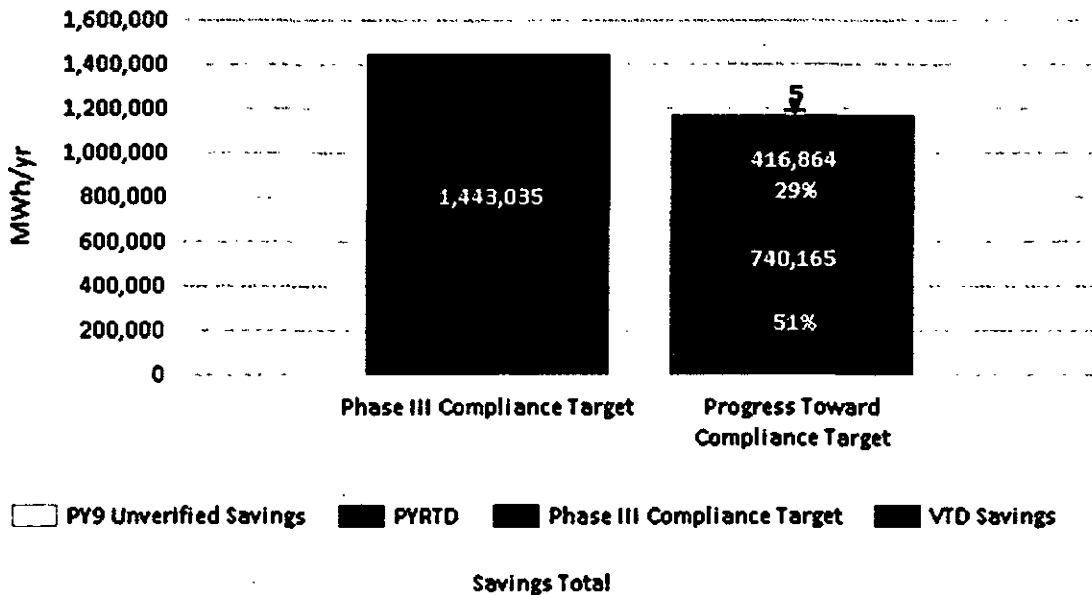 1,600,000
1,400,000
1,200,000
1,000,000
800,000
600,000
400,000
200,000
0
MWh/yr
1,443,035
5
416,864
29%
740,165
51%
Phase III Compliance Target
Progress Toward
Compliance Target
PY9 Unverified Savings PYRTD Phase III Compliance Target VTD Savings
Savings Total